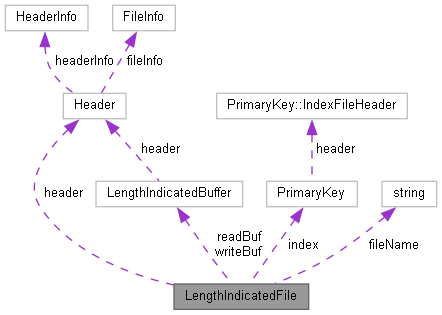 HeaderInfo
FileInfo
headerInfo
fileInfo
Header
PrimaryKey::IndexFileHeader
header
header
header
LengthIndicatedBuffer
PrimaryKey
string
readBuf
writeBuf
index
fileName
LengthIndicatedFile